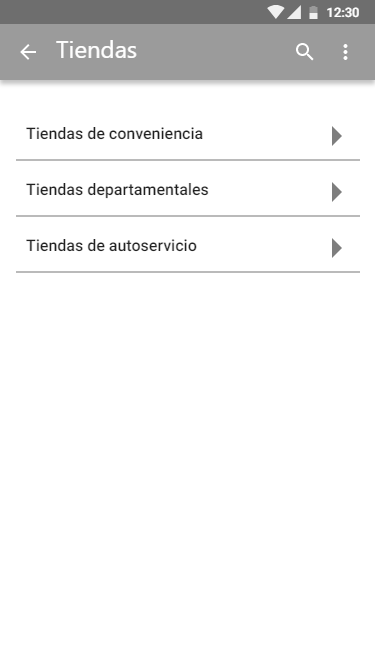 12:30
Tiendas
Tiendas de conveniencia
Tiendas departamentales
Tiendas de autoservicio